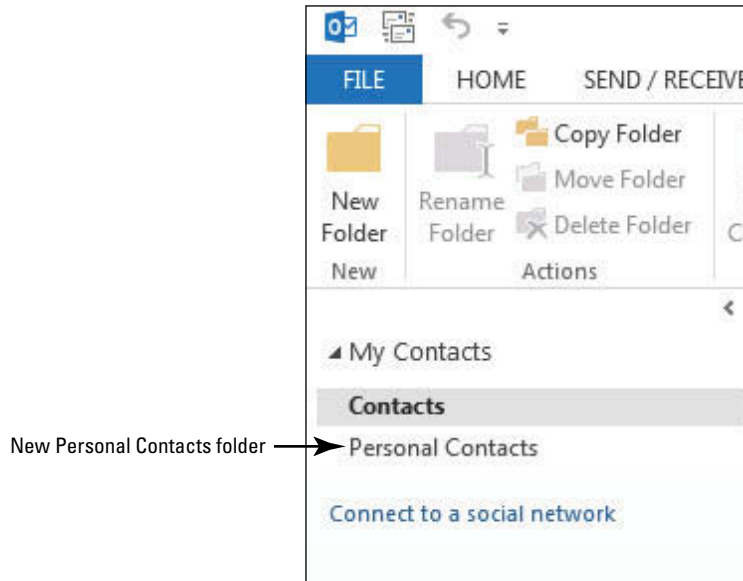 FILE HOME SEND / RECEIVE
Copy Folder
Move Folder
New Folder
Rename Folder
Delete Folder
New
Actions
My Contacts
Contacts
New Personal Contacts folder
Personal Contacts
Connect to a social network